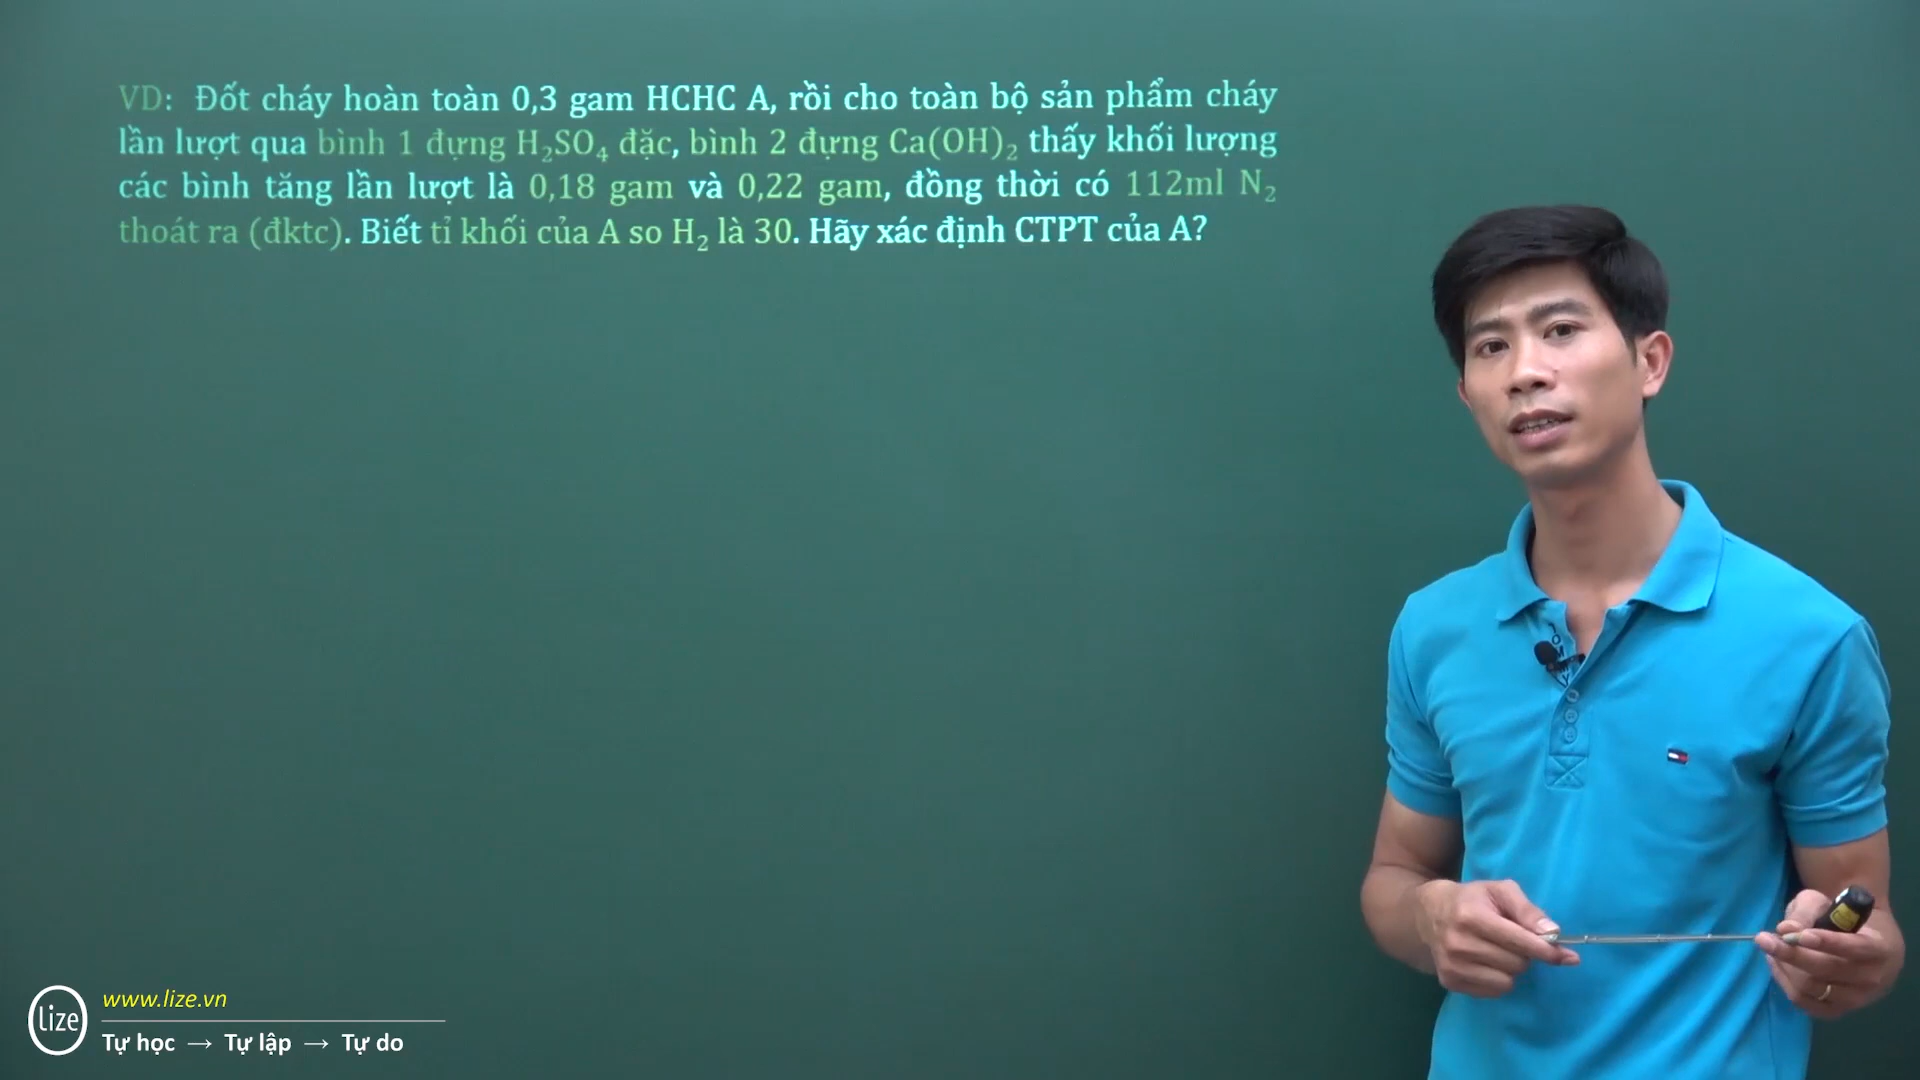 VD: Đốt cháy hoàn toàn 0,3 gam HCHC A, rồi cho toàn bộ sản phẩm cháy
lần lượt qua bình 1 đựng H₂SO₄ đặc, bình 2 đựng Ca(OH)₂ thấy khối lượng
các bình tăng lần lượt là 0,18 gam và 0,22 gam, đồng thời có 112ml N₂
thoát ra (đktc). Biết tỉ khối của A so H₂ là 30. Hãy xác định CTPT của A?
lize
www.lize.vn
Tự học → Tự lập → Tự do